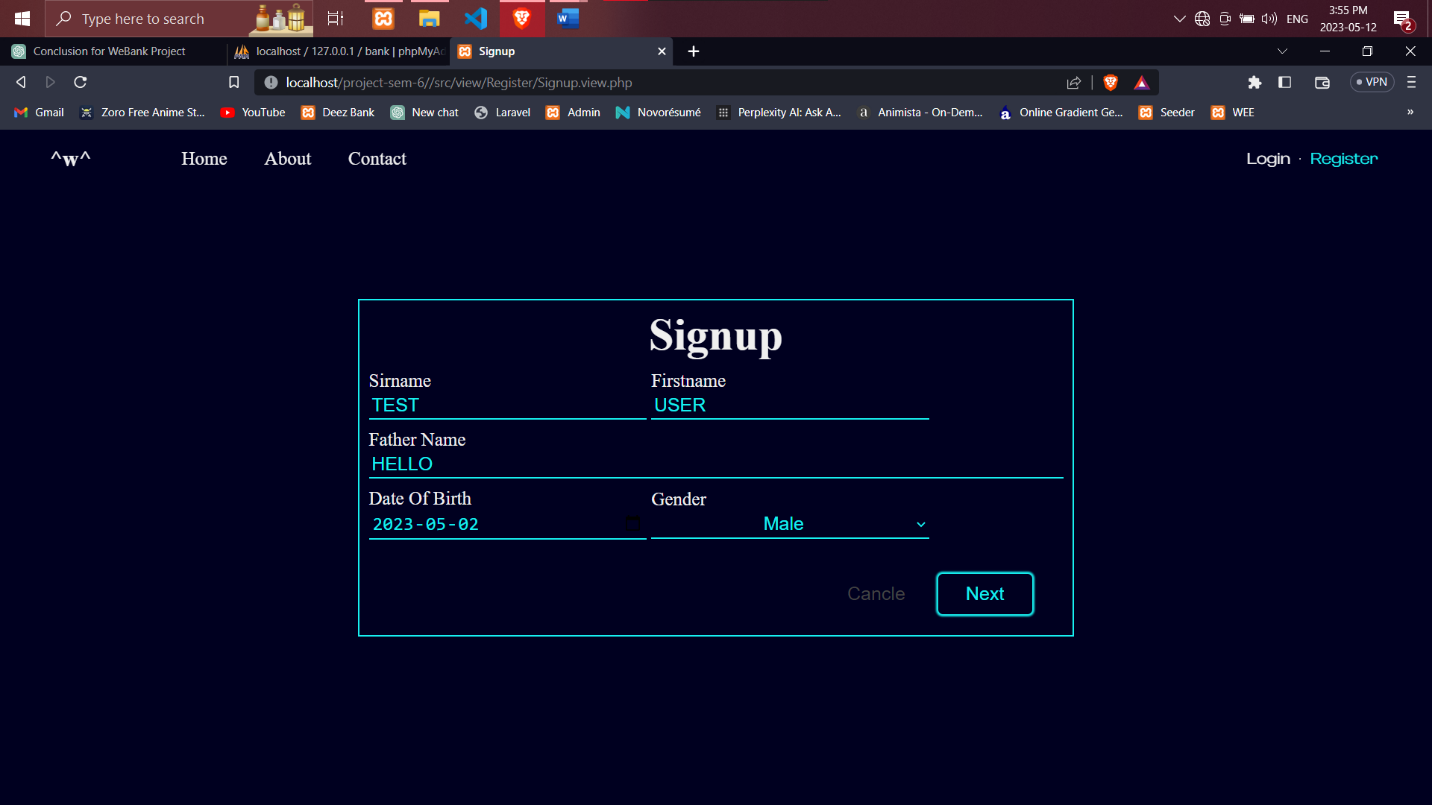 Type here to search
ENG
3:55 PM
2023-05-12
2
Conclusion for WeBank Project
localhost / 127.0.0.1 / bank | phpMyAd
Signup
localhost/project-sem-6//src/view/Register/Signup.view.php
VPN
Gmail
Zoro Free Anime St...
YouTube
Deez Bank
New chat
Laravel
Admin
Novorésumé
Perplexity AI: Ask A...
Animista - On-Dem...
Online Gradient Ge...
Seeder
WEE
»
^w^
Home
About
Contact
Login · Register
Signup
Sirname
Firstname
TEST
USER
Father Name
HELLO
Date Of Birth
Gender
2023-05-02
Male
Cancle
Next